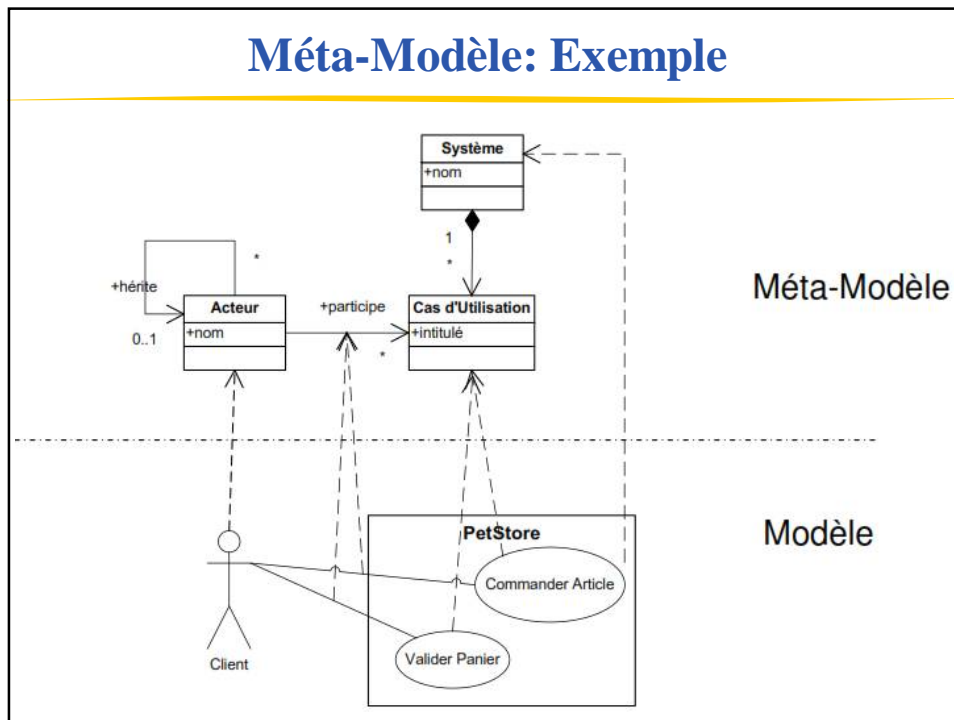 Méta-Modèle: Exemple
Système
+nom
1
*
*
+hérite
0..1
Acteur
+nom
+participe
*
Cas d'Utilisation
+intitulé
Méta-Modèle
PetStore
Commander Article
Valider Panier
Client
Modèle